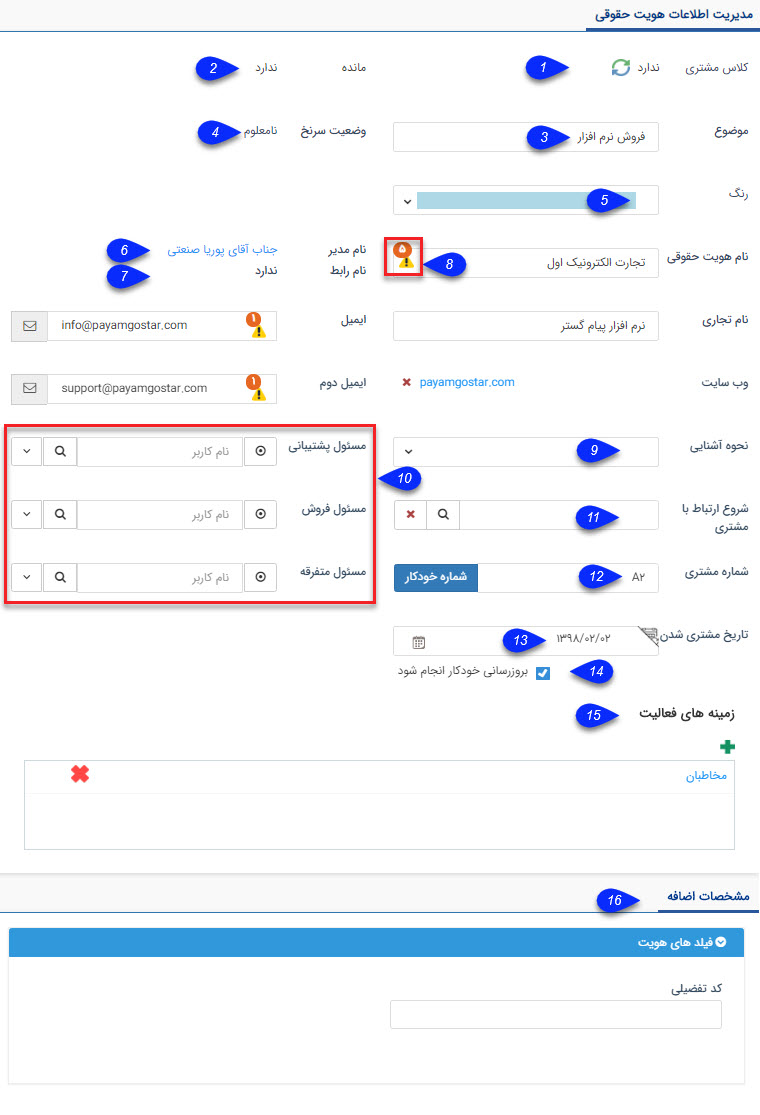 مدیریت اطلاعات هویت حقوقی
کلاس مشتری ندارد 1 مانده ندارد 2
موضوع فروش نرم افزار 3 وضعیت سرنخ نامعلوم 4
رنگ 5
نام هویت حقوقی تجارت الکترونیک اول ۵ 8 نام مدیر جناب آقای پوریا صنعتی 6
نام رابط ندارد 7
نام تجاری نرم افزار پیام گستر ایمیل ۱ info@payamgostar.com
وب سایت payamgostar.com ایمیل دوم ۱ support@payamgostar.com
نحوه آشنایی 9 مسئول پشتیبانی نام کاربر
10
شروع ارتباط با مشتری 11 مسئول فروش نام کاربر
شماره مشتری A۲ 12 شماره خودکار مسئول متفرقه نام کاربر
تاریخ مشتری شدن ۱۳۹۸/۰۲/۰۲ 13
بروزرسانی خودکار انجام شود 14
زمینه های فعالیت 15
مخاطبان
مشخصات اضافه 16
فیلد های هویت
کد تفضیلی